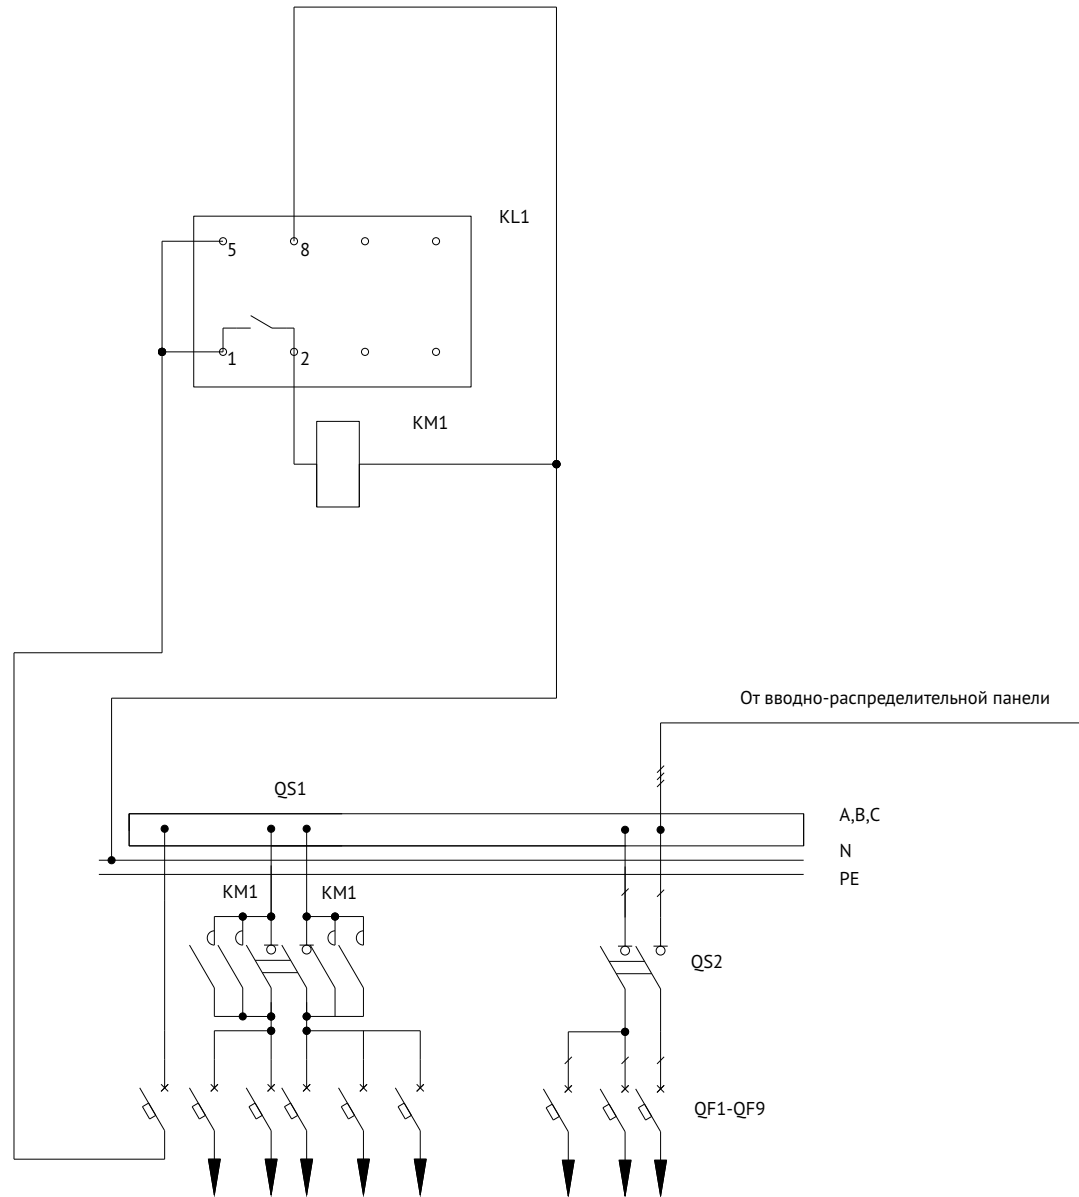 KL1
5 8
1 2
KM1
От вводно-распределительной панели
QS1
A,B,C
N
PE
KM1 KM1
QS2
QF1-QF9